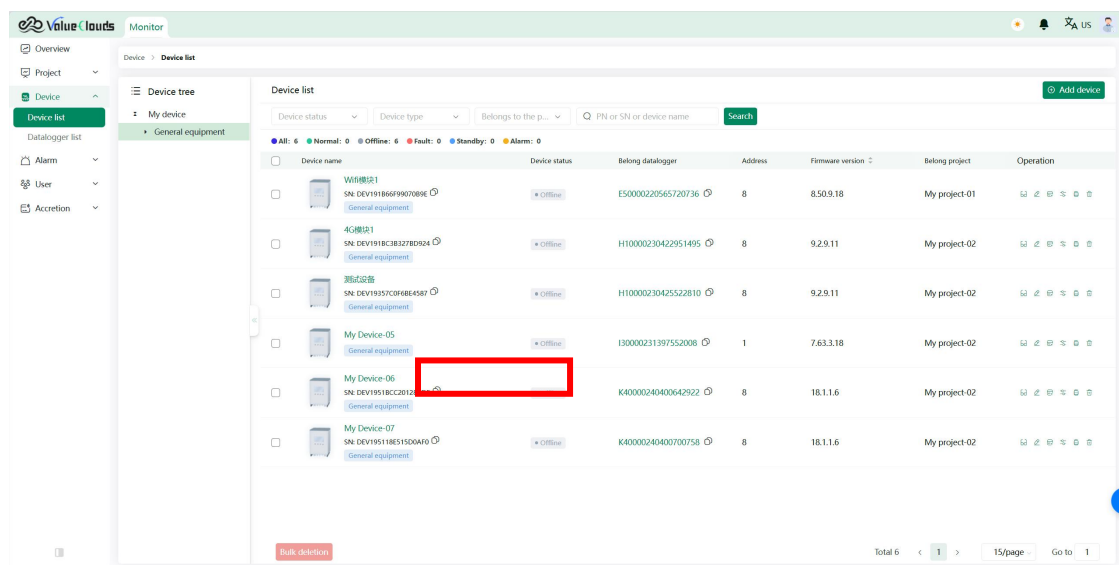 ValueClouds Monitor US
Overview
Project
Device
Device list
Datalogger list
Alarm
User
Accretion
Device > Device list
Device tree
My device
General equipment
Device list
Add device
Device status Device type Belongs to the p... PN or SN or device name Search
All: 6 Normal: 0 Offline: 6 Fault: 0 Standby: 0 Alarm: 0
Device name Device status Belong datalogger Address Firmware version Belong project Operation
Wifi模块1
SN: DEV191B66F99070B9E Offline E50000220565720736 8 8.50.9.18 My project-01
General equipment
4G模块1
SN: DEV191BC3B327BD924 Offline H10000230422951495 8 9.2.9.11 My project-02
General equipment
测试设备
SN: DEV19357C0F6BE4587 Offline H10000230425522810 8 9.2.9.11 My project-02
General equipment
My Device-05
Offline I30000231397552008 1 7.63.3.18 My project-02
General equipment
My Device-06
SN: K40000240400642922 8 18.1.1.6 My project-02
General equipment
My Device-07
SN: DEV195118E515D0AF0 Offline K40000240400700758 8 18.1.1.6 My project-02
General equipment
Bulk deletion
Total 6 < 1 > 15/page Go to 1